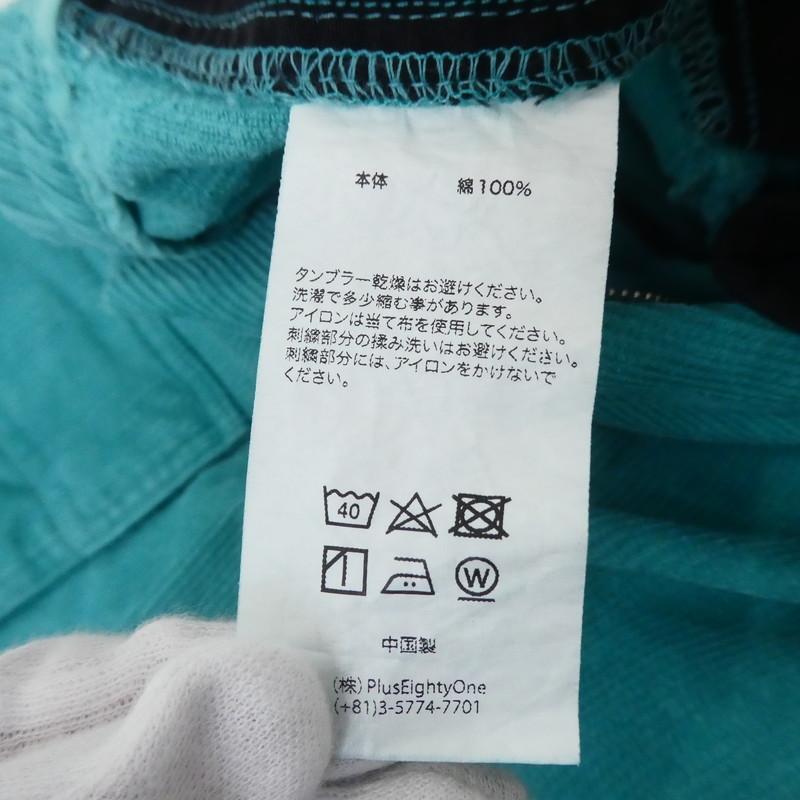 本体 綿100%
タンブラー乾燥はお避けください。
洗濯で多少縮む事があります。
アイロンは当て布を使用してください。
刺繍部分の揉み洗いはお避けください。
刺繍部分には、アイロンをかけないで
ください。
40
W
中国製
(株) PlusEightyOne
(+81)3-5774-7701